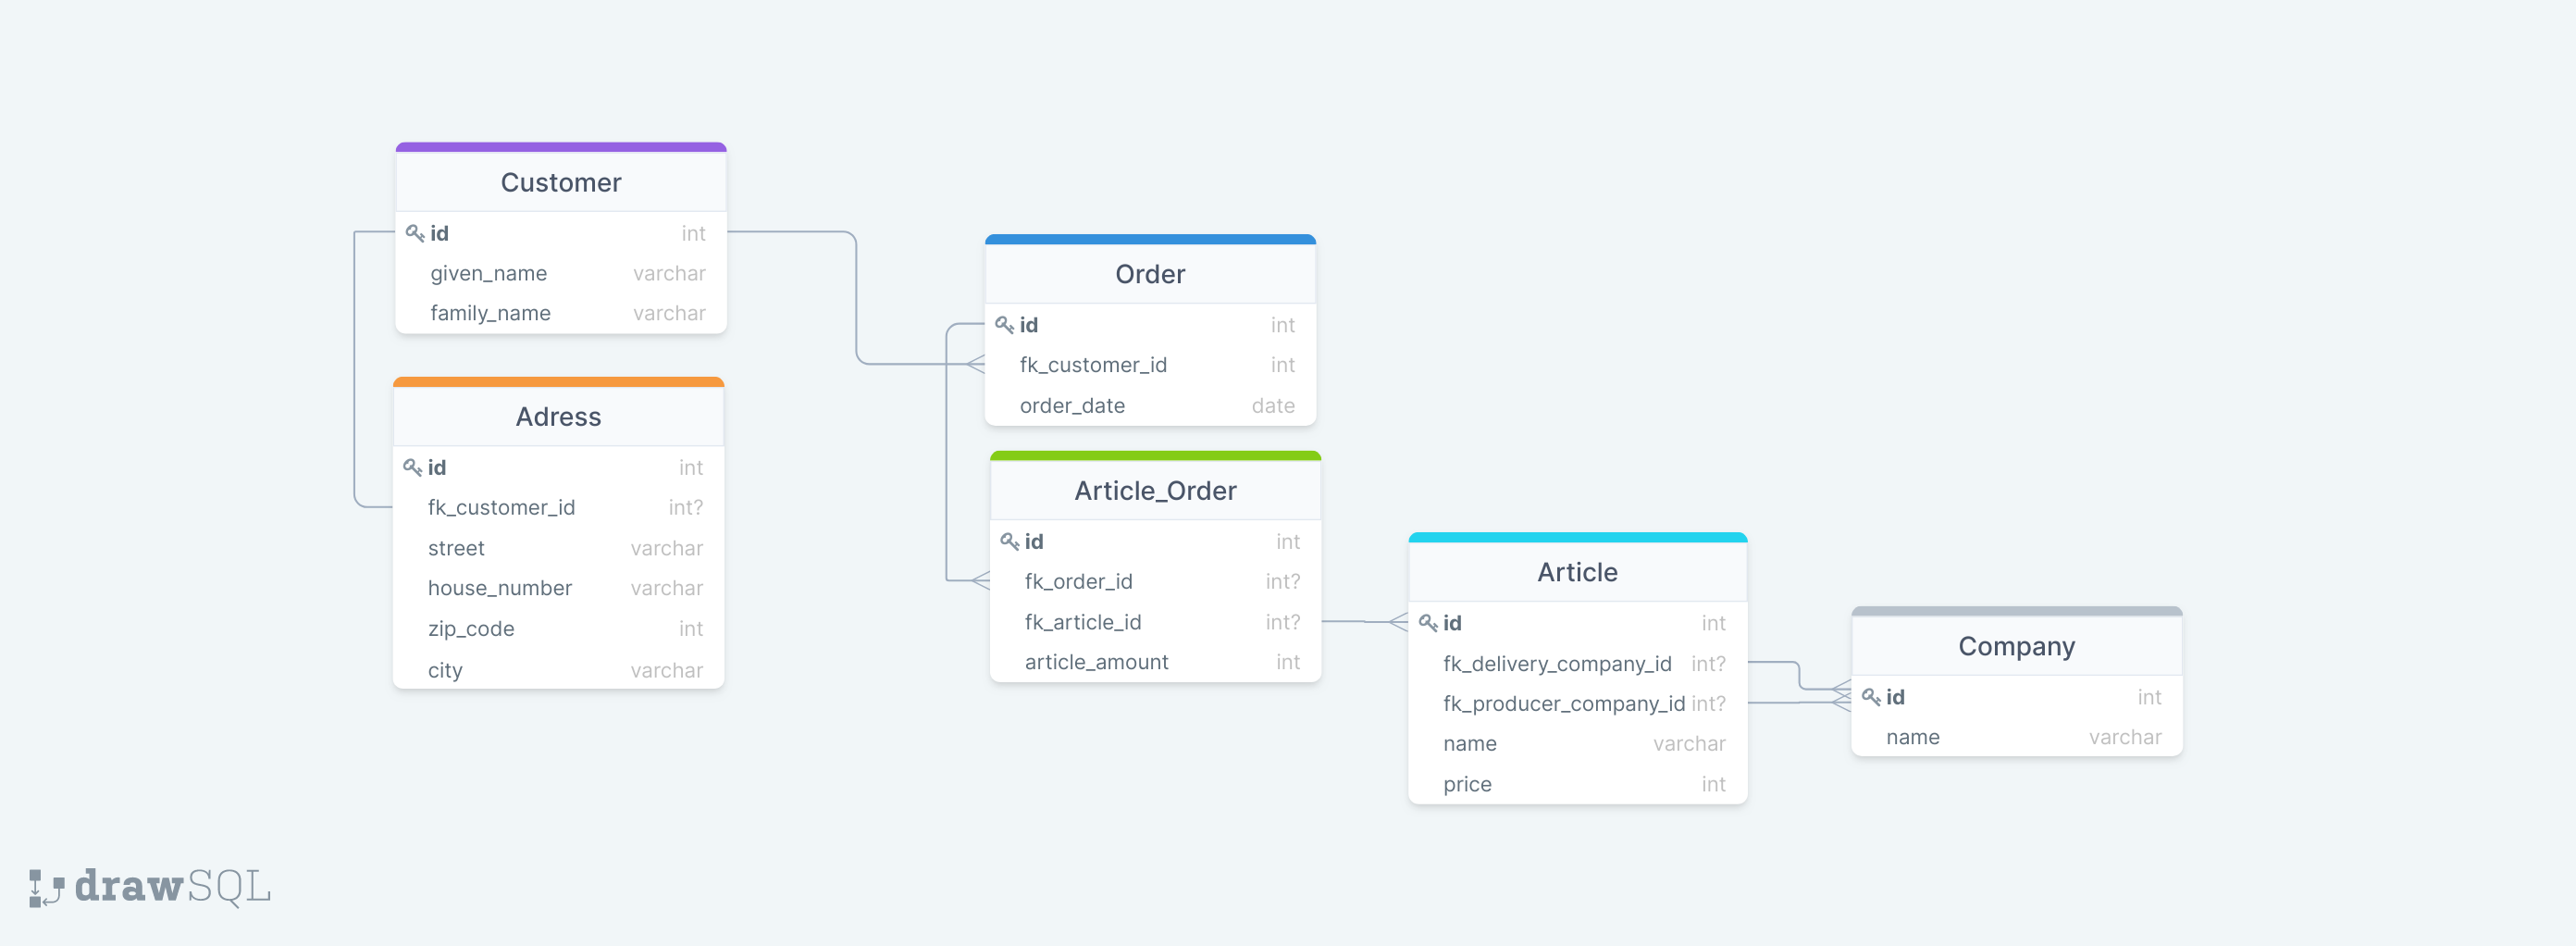 Customer
id int
given_name varchar
family_name varchar
Adress
id int
fk_customer_id int?
street varchar
house_number varchar
zip_code int
city varchar
Order
id int
fk_customer_id int
order_date date
Article_Order
id int
fk_order_id int?
fk_article_id int?
article_amount int
Article
id int
fk_delivery_company_id int?
fk_producer_company_id int?
name varchar
price int
Company
id int
name varchar
drawSQL